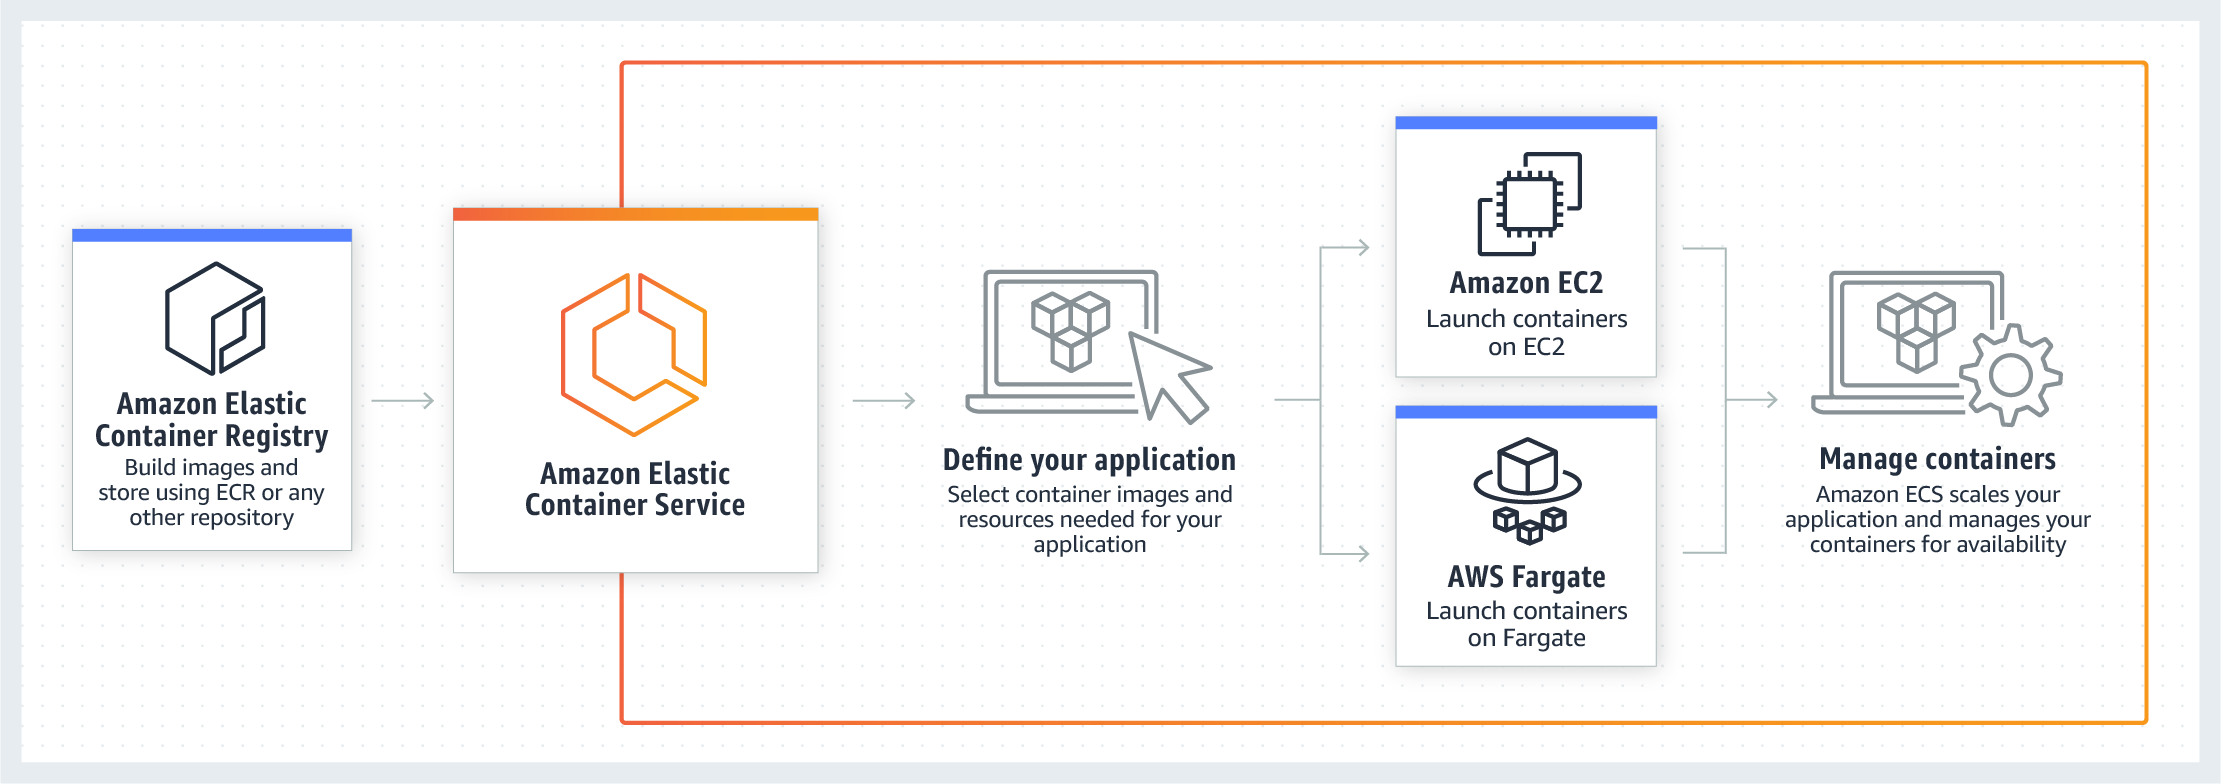 Amazon Elastic
Container Registry
Build images and
store using ECR or any
other repository
Amazon Elastic
Container Service
Define your application
Select container images and
resources needed for your
application
Amazon EC2
Launch containers
on EC2
AWS Fargate
Launch containers
on Fargate
Manage containers
Amazon ECS scales your
application and manages your
containers for availability